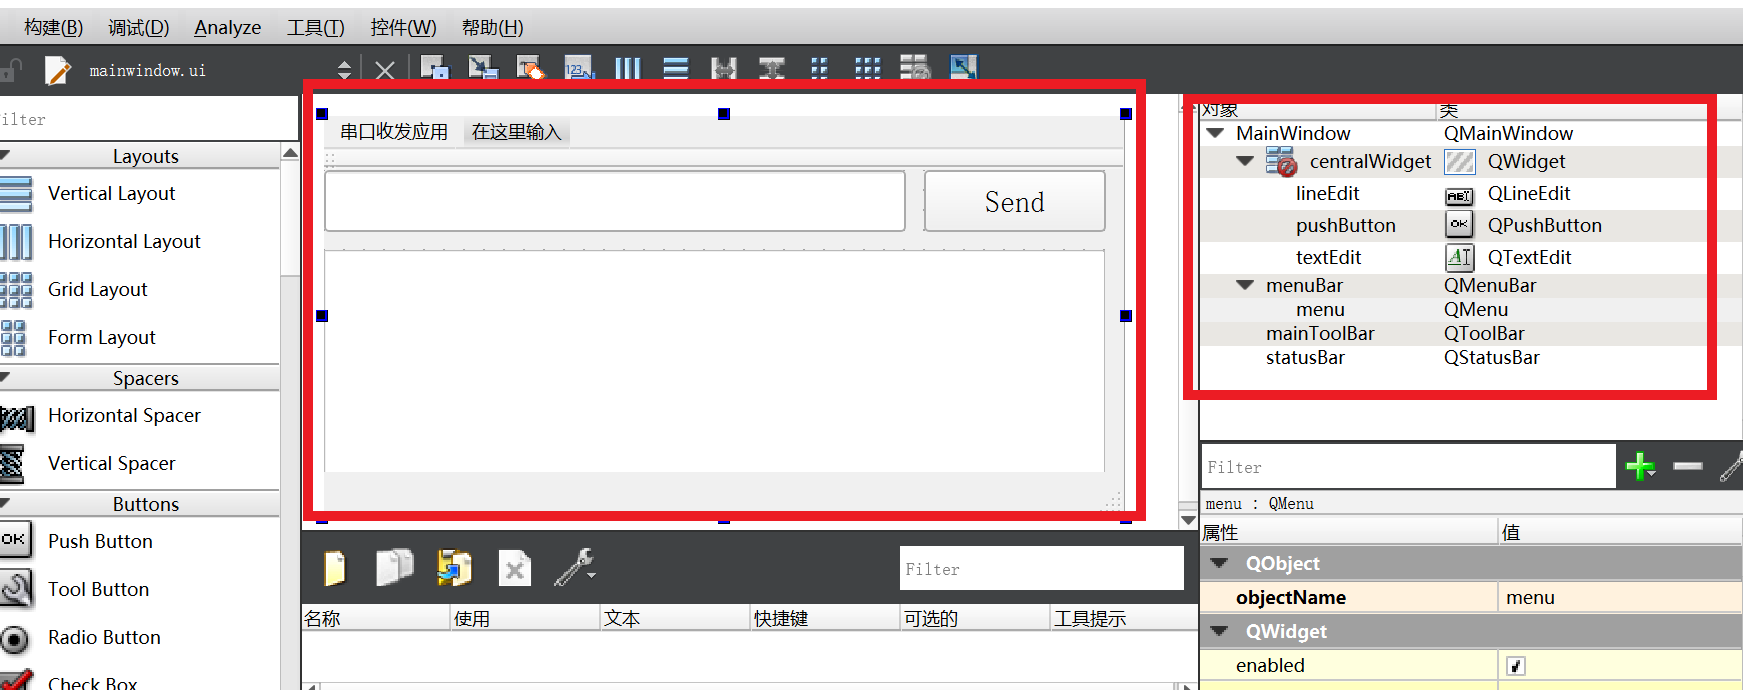 构建(B) 调试(D) Analyze 工具(T) 控件(W) 帮助(H)
mainwindow.ui
ilter
Layouts
Vertical Layout
Horizontal Layout
Grid Layout
Form Layout
Spacers
Horizontal Spacer
Vertical Spacer
Buttons
OK Push Button
Tool Button
Radio Button
Check Box
串口收发应用 在这里输入
Send
Filter
名称 使用 文本 快捷键 可选的 工具提示
对象 类
MainWindow QMainWindow
centralWidget QWidget
lineEdit ABI QLineEdit
pushButton OK QPushButton
textEdit AI QTextEdit
menuBar QMenuBar
menu QMenu
mainToolBar QToolBar
statusBar QStatusBar
Filter
menu : QMenu
属性 值
QObject
objectName menu
QWidget
enabled